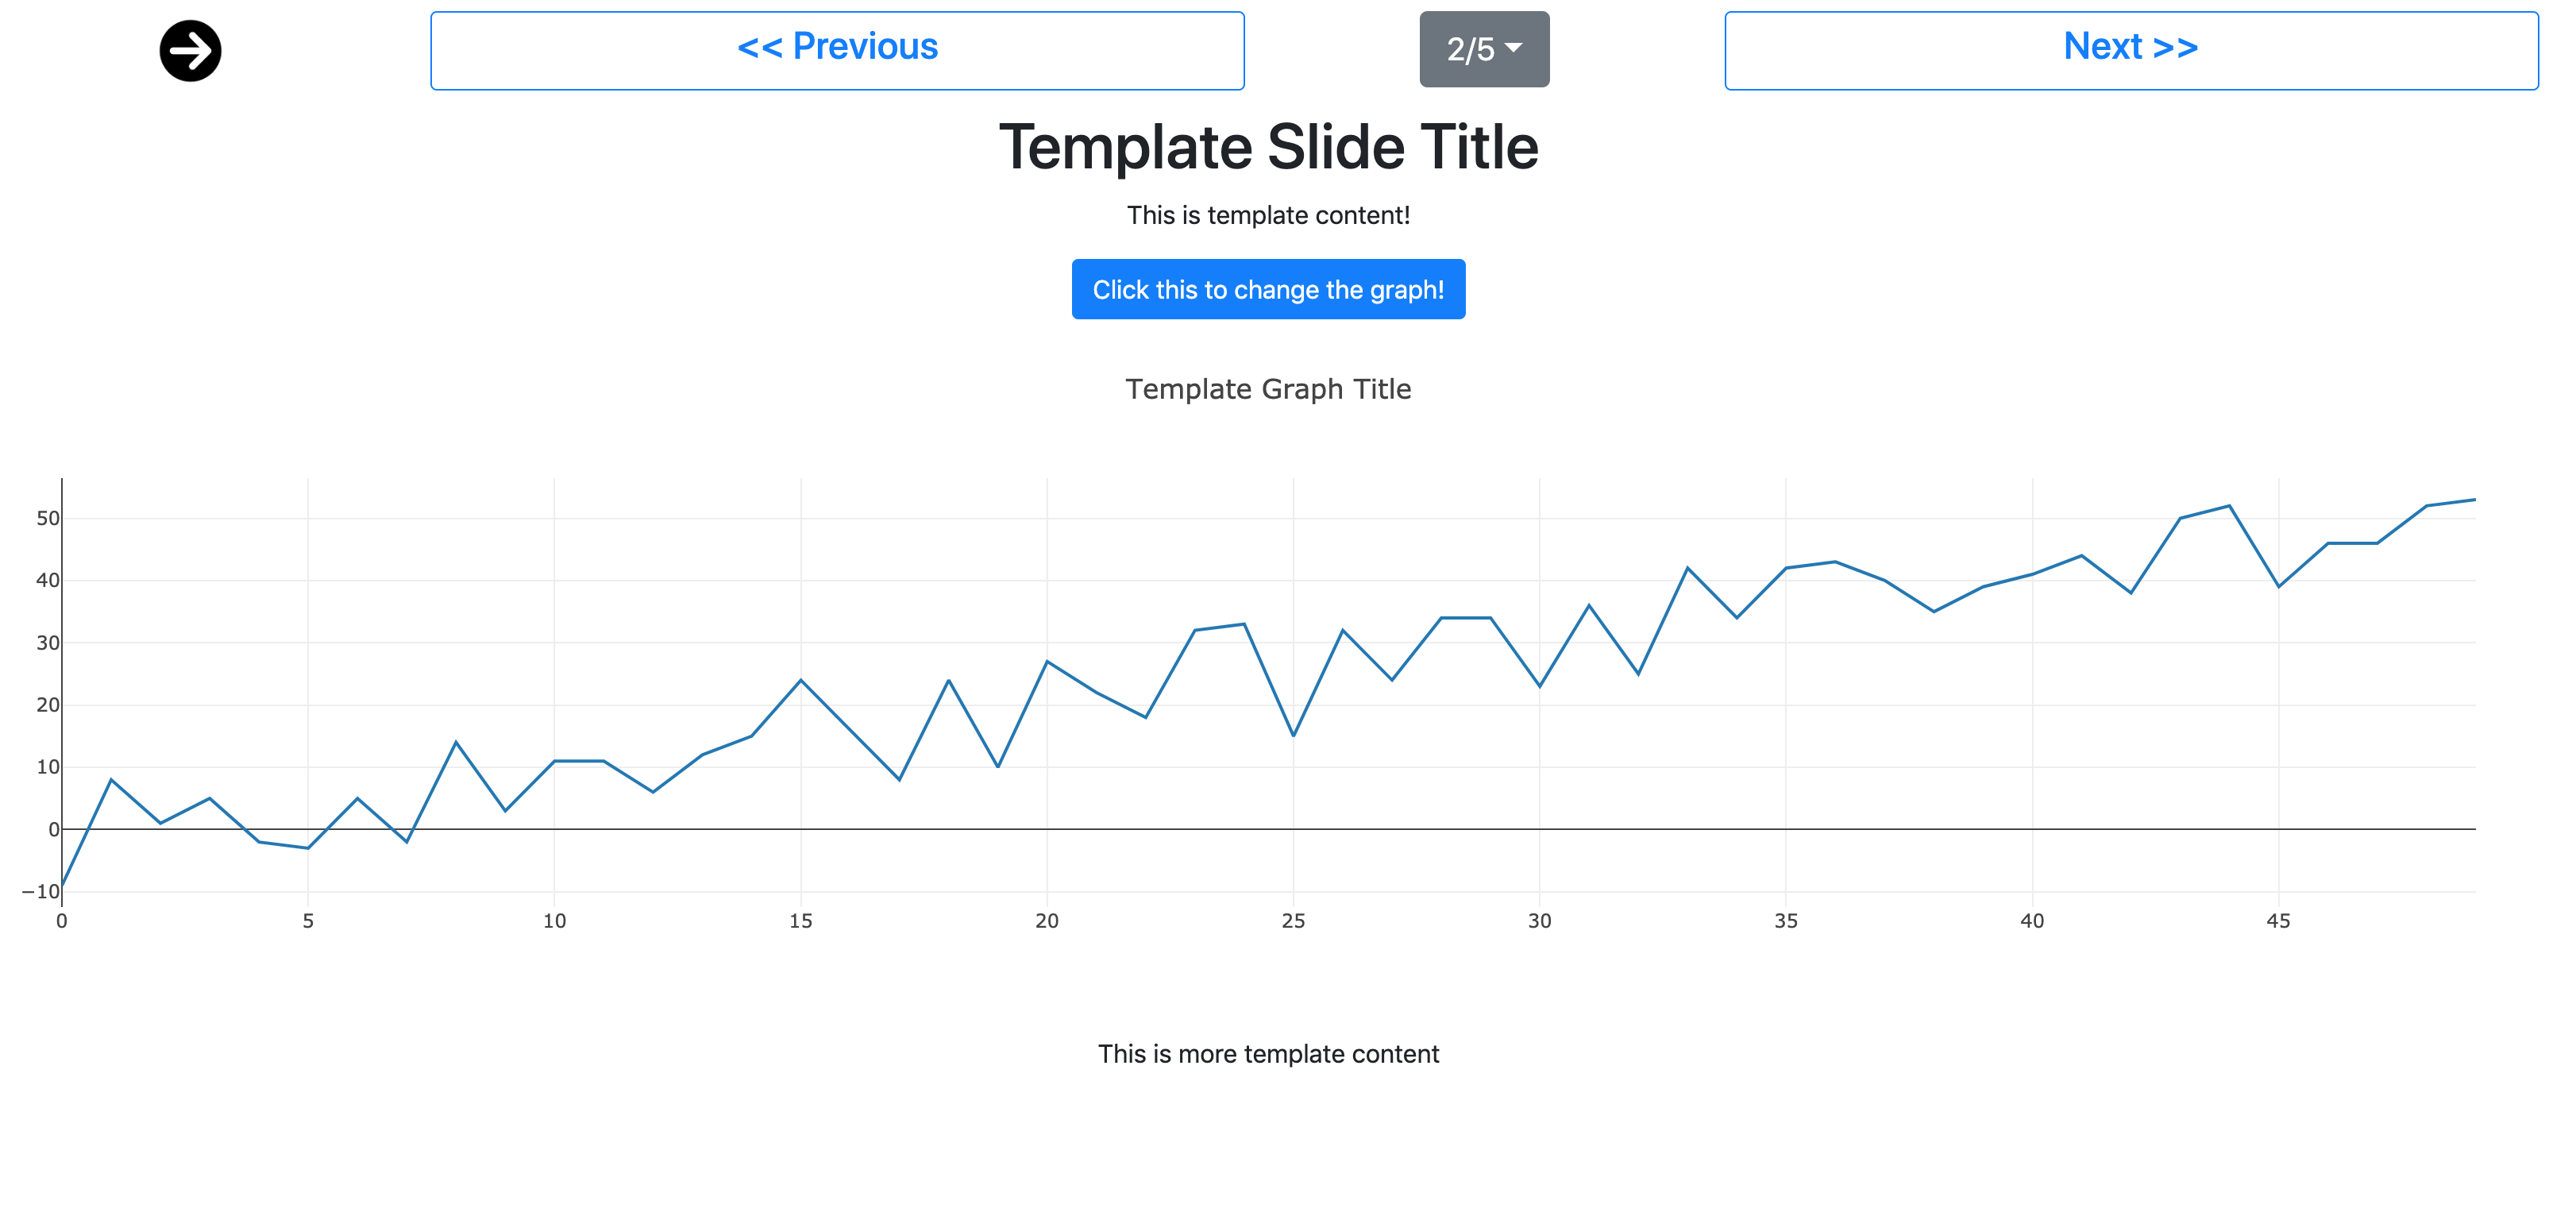 << Previous
2/5
Next >>
Template Slide Title
This is template content!
Click this to change the graph!
Template Graph Title
50
40
30
20
10
0
−10
0 5 10 15 20 25 30 35 40 45
This is more template content